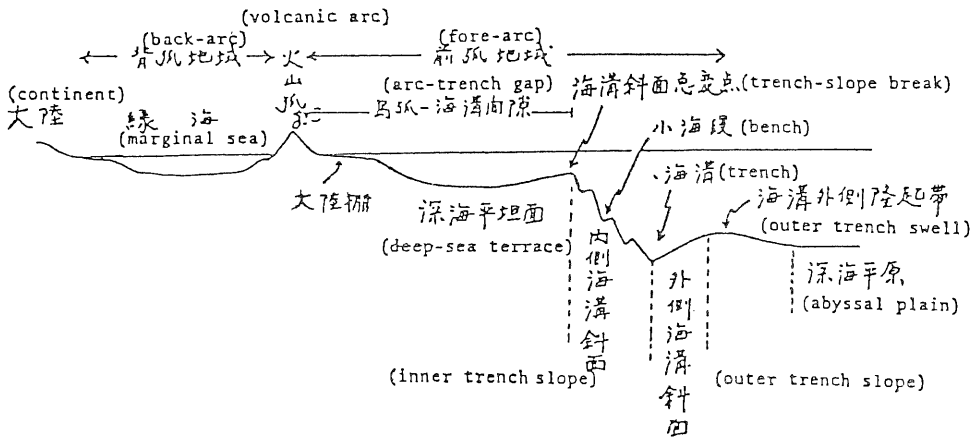 (volcanic arc)
(back-arc)
背弧地域
火山弧
(fore-arc)
前弧地域
(continent)
大陸
縁海
(marginal sea)
(arc-trench gap)
弧-海溝間隙
海溝斜面急変点(trench-slope break)
小海段(bench)
海溝(trench)
大陸棚
深海平坦面
(deep-sea terrace)
海溝外側隆起帯
(outer trench swell)
内側海溝斜面
外側海溝斜面
深海平原
(abyssal plain)
(inner trench slope)
(outer trench slope)